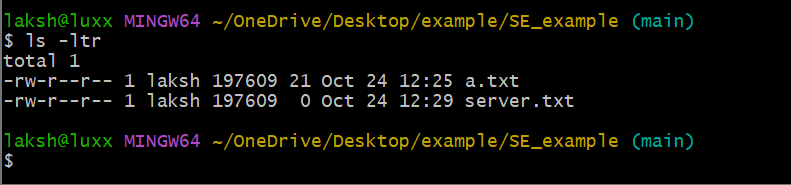 laksh@luxx MINGW64 ~/OneDrive/Desktop/example/SE_example (main)
$ ls -ltr
total 1
-rw-r--r-- 1 laksh 197609 21 Oct 24 12:25 a.txt
-rw-r--r-- 1 laksh 197609  0 Oct 24 12:29 server.txt
laksh@luxx MINGW64 ~/OneDrive/Desktop/example/SE_example (main)
$